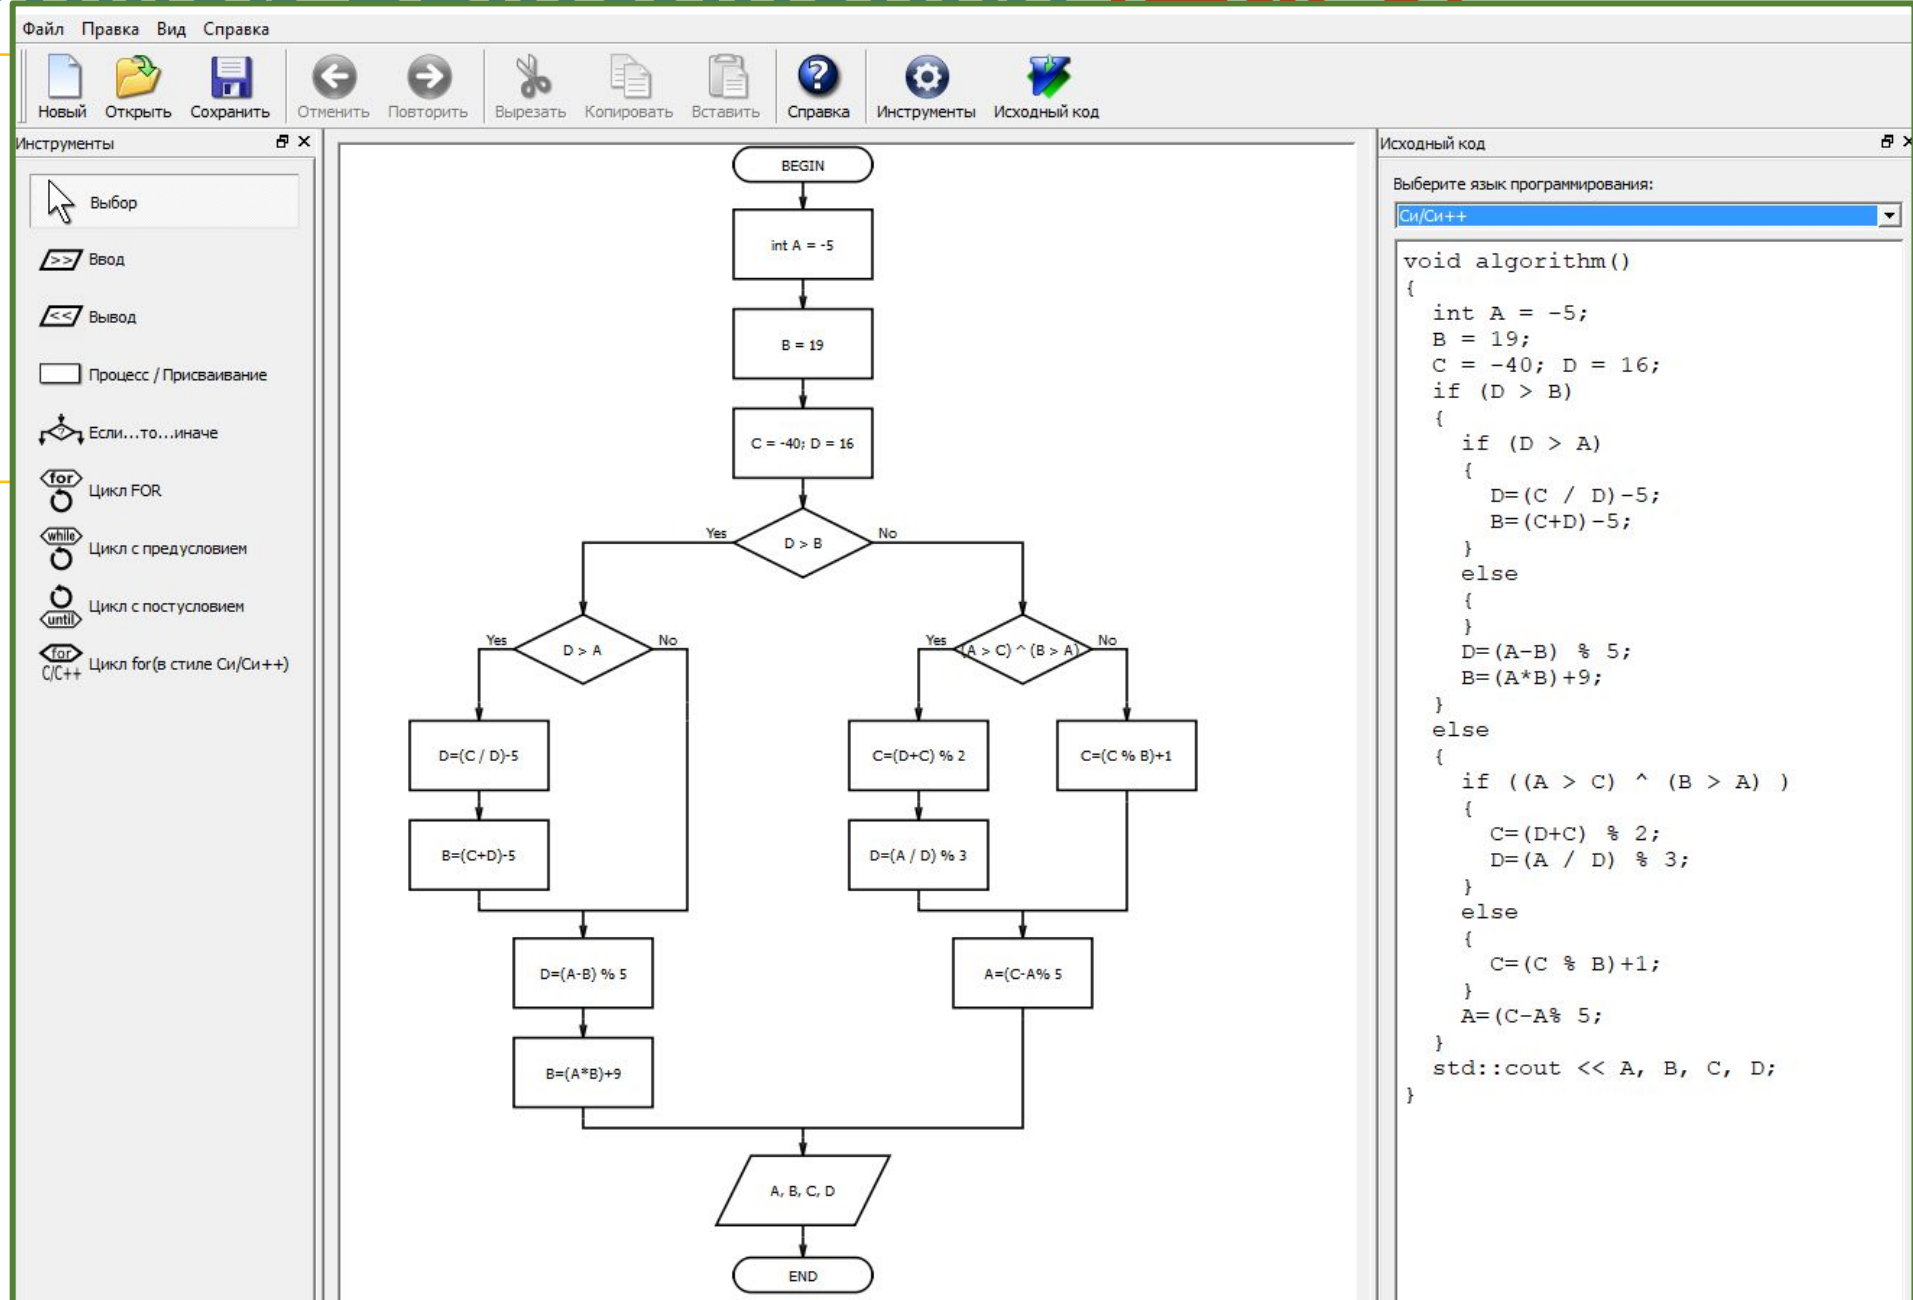 Файл Правка Вид Справка
Новый Открыть Сохранить Отменить Повторить Вырезать Копировать Вставить Справка Инструменты Исходный код
Инструменты
Выбор
>> Ввод
<< Вывод
Процесс / Присваивание
? Если...то...иначе
for Цикл FOR
while Цикл с предусловием
until Цикл с постусловием
for C/C++ Цикл for(в стиле Си/Си++)
BEGIN
int A = -5
B = 19
C = -40; D = 16
Yes D > B No
Yes D > A No
D=(C / D)-5
B=(C+D)-5
D=(A-B) % 5
B=(A*B)+9
Yes (A > C) ^ (B > A) No
C=(D+C) % 2
C=(C % B)+1
D=(A / D) % 3
A=(C-A% 5
A, B, C, D
END
Исходный код
Выберите язык программирования:
Си/Си++
void algorithm()
{
int A = -5;
B = 19;
C = -40; D = 16;
if (D > B)
{
if (D > A)
{
D=(C / D)-5;
B=(C+D)-5;
}
else
{
}
D=(A-B) % 5;
B=(A*B)+9;
}
else
{
if ((A > C) ^ (B > A) )
{
C=(D+C) % 2;
D=(A / D) % 3;
}
else
{
C=(C % B)+1;
}
A=(C-A% 5;
}
std::cout << A, B, C, D;
}